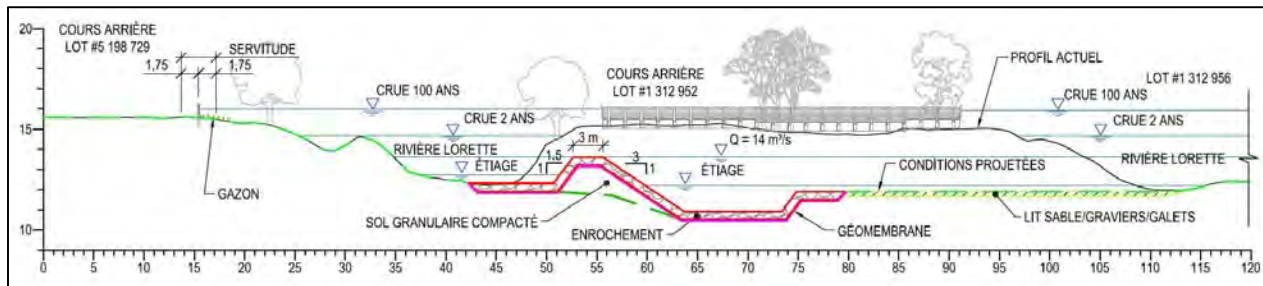 20
15
10
COURS ARRIÈRE
LOT #5 198 729
SERVITUDE
1,75
1,75
CRUE 100 ANS
CRUE 2 ANS
RIVIÈRE LORETTE
ÉTIAGE
GAZON
COURS ARRIÈRE
LOT #1 312 952
3 m
1.5
1
3
1
Q = 14 m³/s
ÉTIAGE
SOL GRANULAIRE COMPACTÉ
ENROCHEMENT
GÉOMEMBRANE
PROFIL ACTUEL
LOT #1 312 956
CRUE 100 ANS
CRUE 2 ANS
CONDITIONS PROJETÉES
RIVIÈRE LORETTE
LIT SABLE/GRAVIERS/GALETS
0 5 10 15 20 25 30 35 40 45 50 55 60 65 70 75 80 85 90 95 100 105 110 115 120